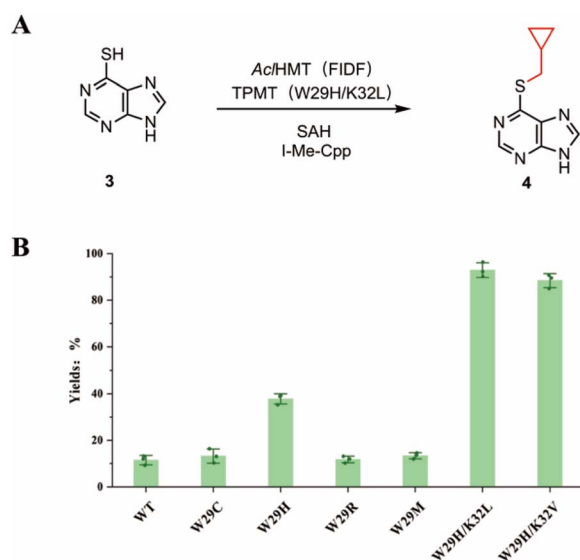 A
SH
N
N
N
N
H
3
AclHMT（FIDF）
TPMT（W29H/K32L）
SAH
I-Me-Cpp
S
N
N
N
N
H
4
B
Yields：%
100
80
60
40
20
0
WT
W29C
W29H
W29R
W29M
W29H/K32L
W29H/K32V